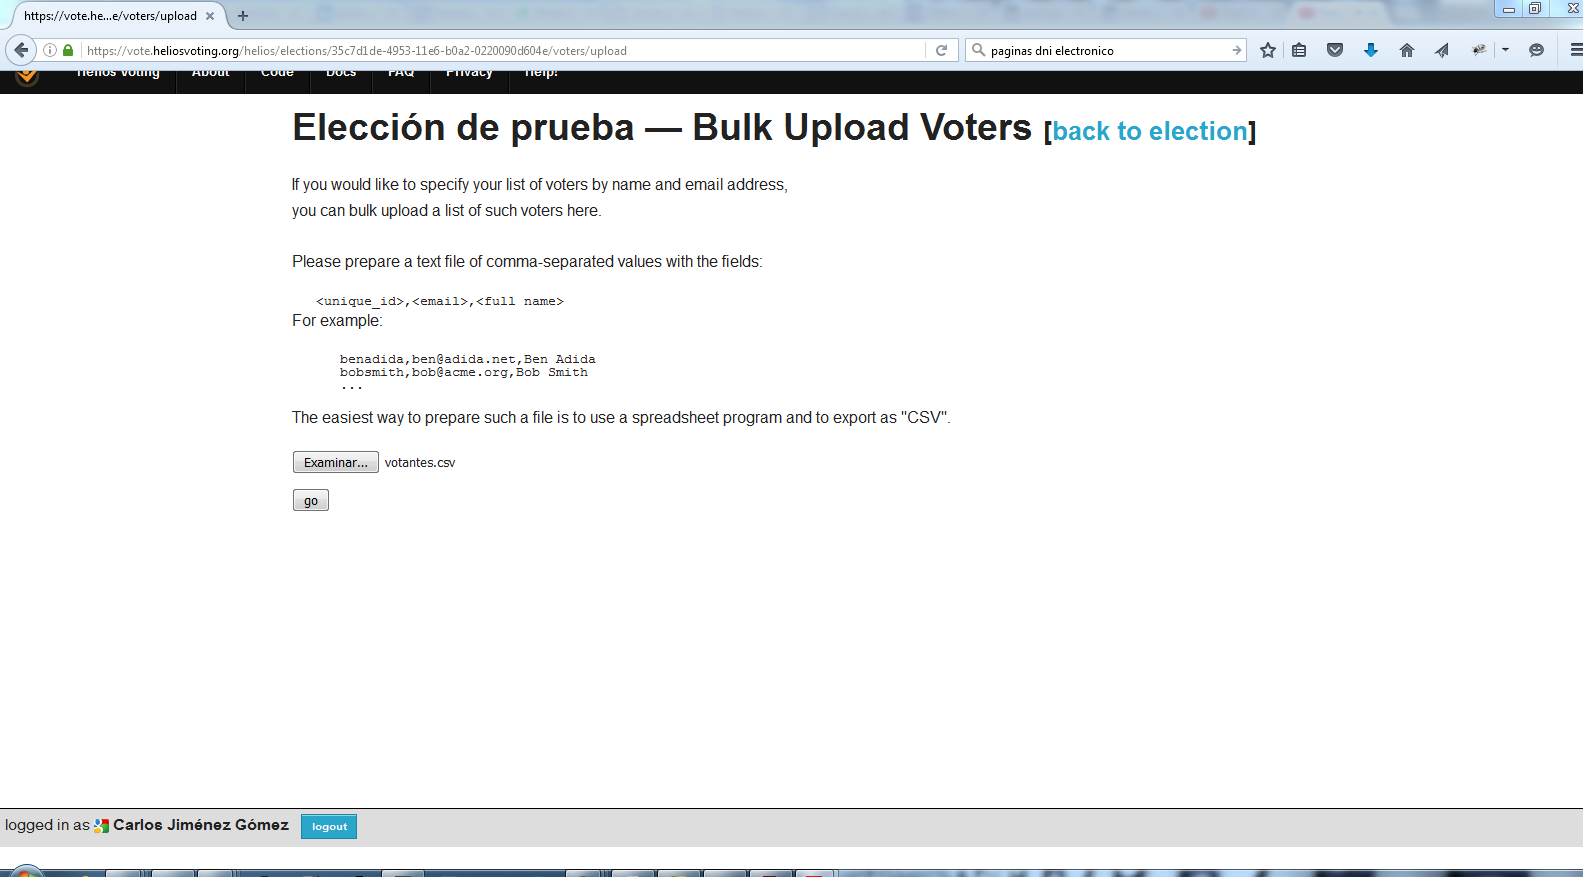 https://vote.he...e/voters/upload
https://vote.heliosvoting.org/helios/elections/35c7d1de-4953-11e6-b0a2-0220090d604e/voters/upload
paginas dni electronico
Helios Voting About Code Docs FAQ Privacy Help!
Elección de prueba — Bulk Upload Voters [back to election]
If you would like to specify your list of voters by name and email address,
you can bulk upload a list of such voters here.
Please prepare a text file of comma-separated values with the fields:
<unique_id>,<email>,<full name>
For example:
benadida,ben@adida.net,Ben Adida
bobsmith,bob@acme.org,Bob Smith
...
The easiest way to prepare such a file is to use a spreadsheet program and to export as "CSV".
Examinar... votantes.csv
go
logged in as Carlos Jiménez Gómez logout